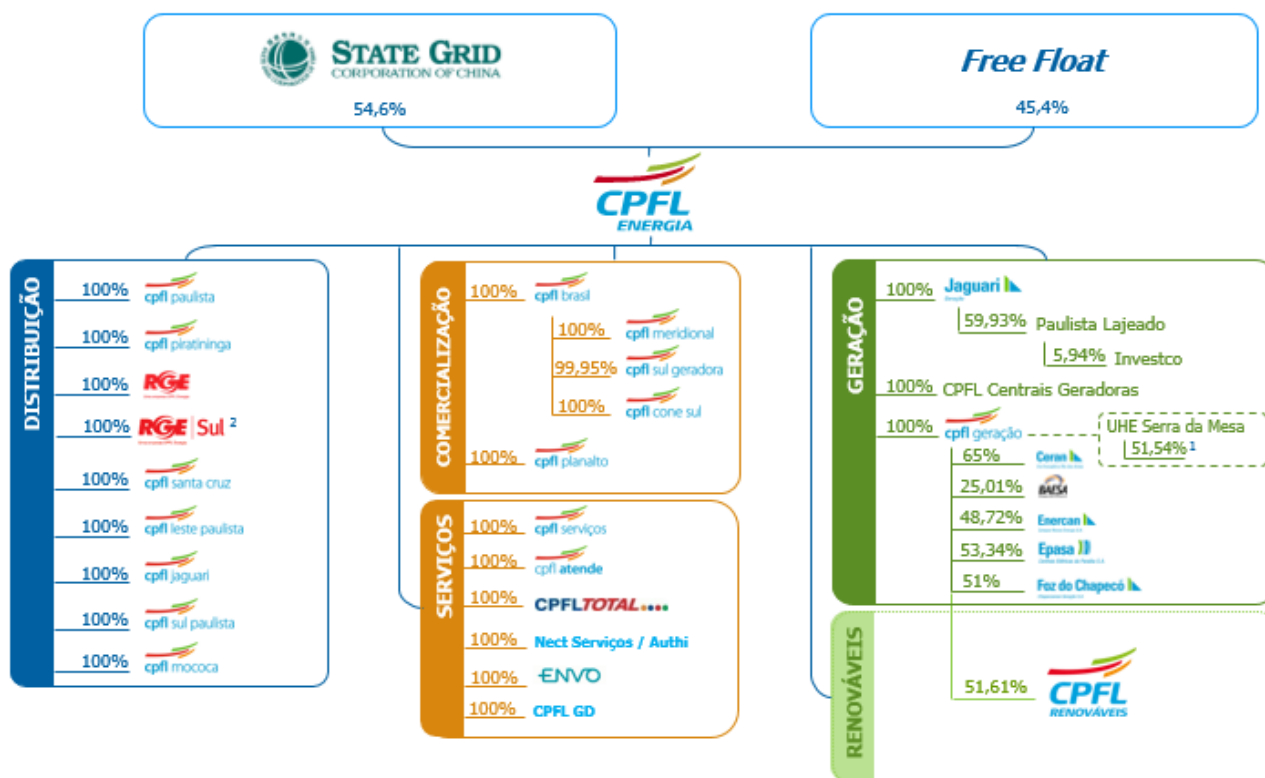 STATE GRID
CORPORATION OF CHINA
54,6%
Free Float
45,4%
CPFL
ENERGIA
DISTRIBUIÇÃO
100% cpfl paulista
100% cpfl piratininga
100% RGE
100% RGE Sul 2
100% cpfl santa cruz
100% cpfl leste paulista
100% cpfl jaguari
100% cpfl sul paulista
100% cpfl mococa
COMERCIALIZAÇÃO
100% cpfl brasil
100% cpfl meridional
99,95% cpfl sul geradora
100% cpfl cone sul
100% cpfl planalto
SERVIÇOS
100% cpfl serviços
100% cpfl atende
100% CPFLTOTAL
100% Nect Serviços / Authi
100% ENVO
100% CPFL GD
GERAÇÃO
100% Jaguari
Geração
59,93% Paulista Lajeado
5,94% Investco
100% CPFL Centrais Geradoras
100% cpfl geração
UHE Serra da Mesa
51,54% 1
65% Ceran
25,01% BAESA
48,72% Enercan
53,34% Epasa
51% Foz do Chapecó
RENOVÁVEIS
51,61% CPFL
RENOVÁVEIS